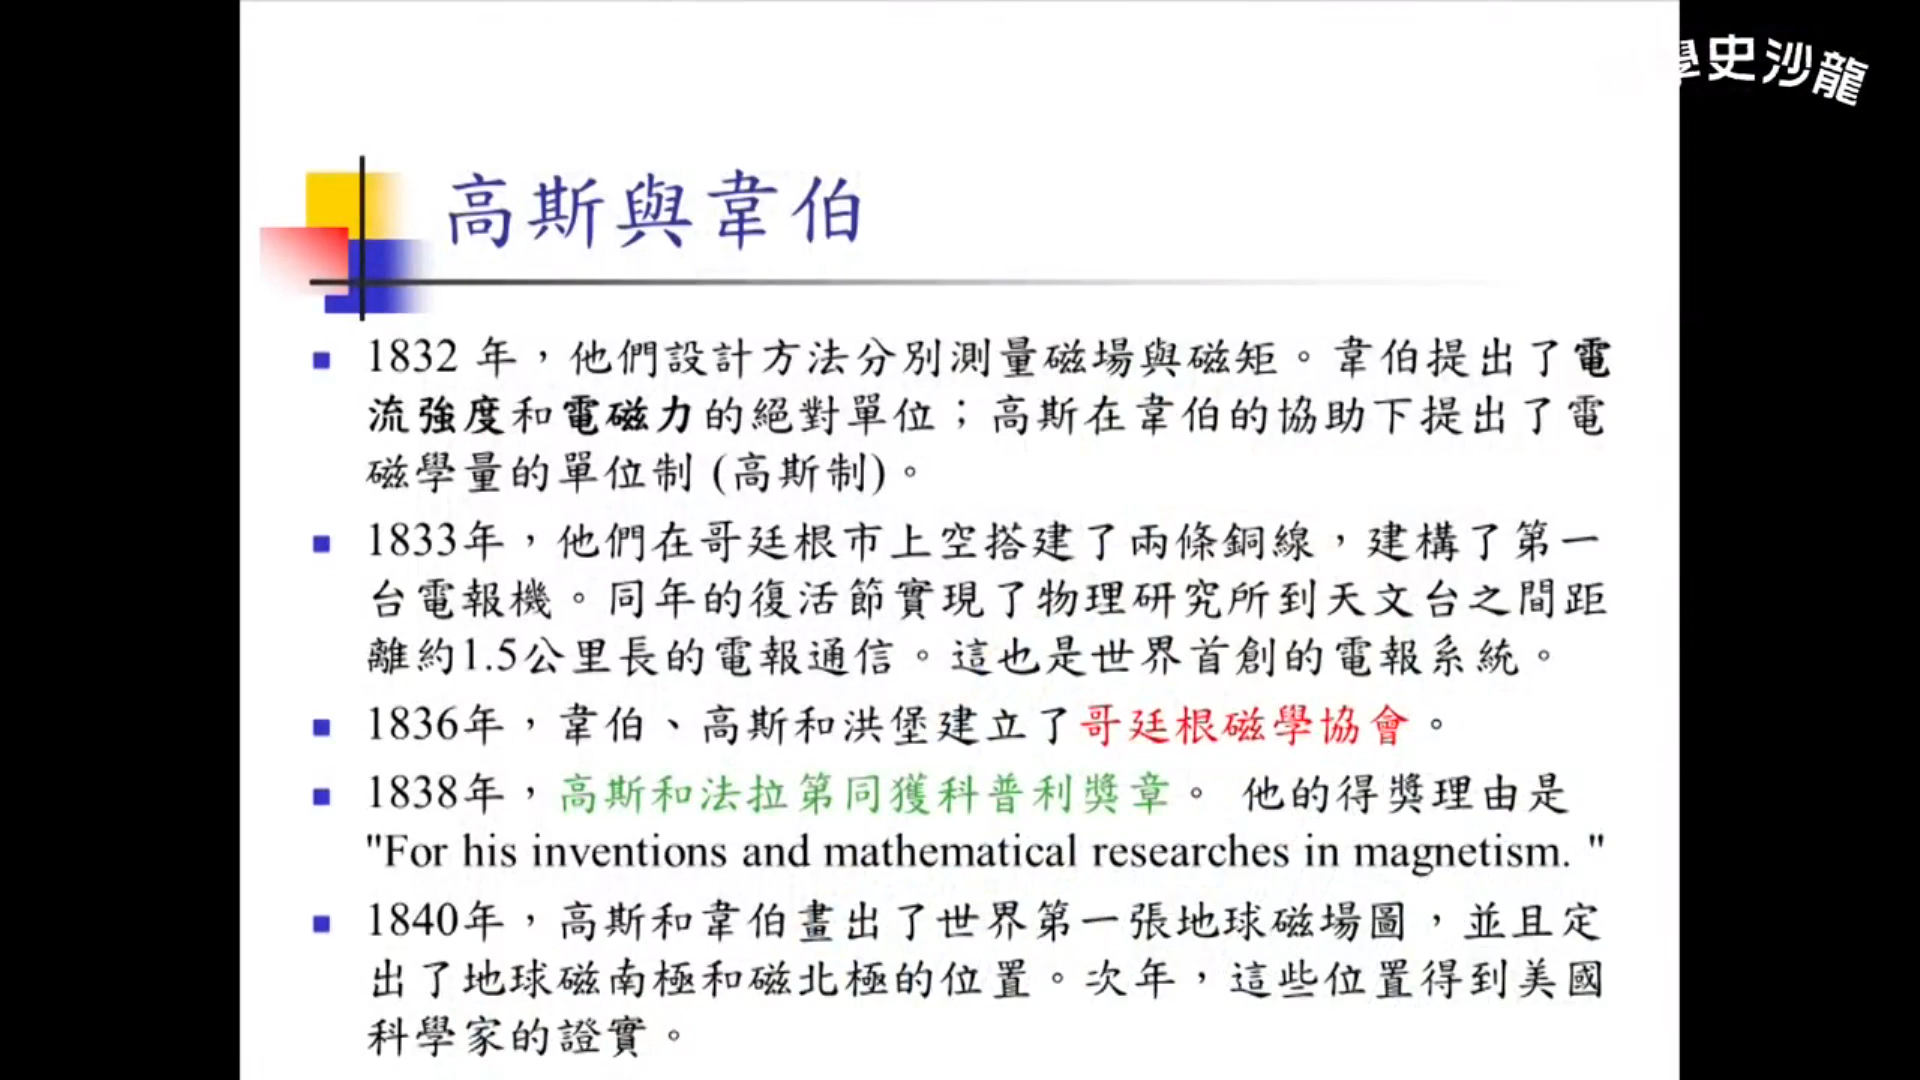 學史沙龍
高斯與韋伯
1832 年，他們設計方法分別測量磁場與磁矩。韋伯提出了電
流強度和電磁力的絕對單位；高斯在韋伯的協助下提出了電
磁學量的單位制 (高斯制)。
1833年，他們在哥廷根市上空搭建了兩條銅線，建構了第一
台電報機。同年的復活節實現了物理研究所到天文台之間距
離約1.5公里長的電報通信。這也是世界首創的電報系統。
1836年，韋伯、高斯和洪堡建立了哥廷根磁學協會。
1838年，高斯和法拉第同獲科普利獎章。 他的得獎理由是
"For his inventions and mathematical researches in magnetism. "
1840年，高斯和韋伯畫出了世界第一張地球磁場圖，並且定
出了地球磁南極和磁北極的位置。次年，這些位置得到美國
科學家的證實。